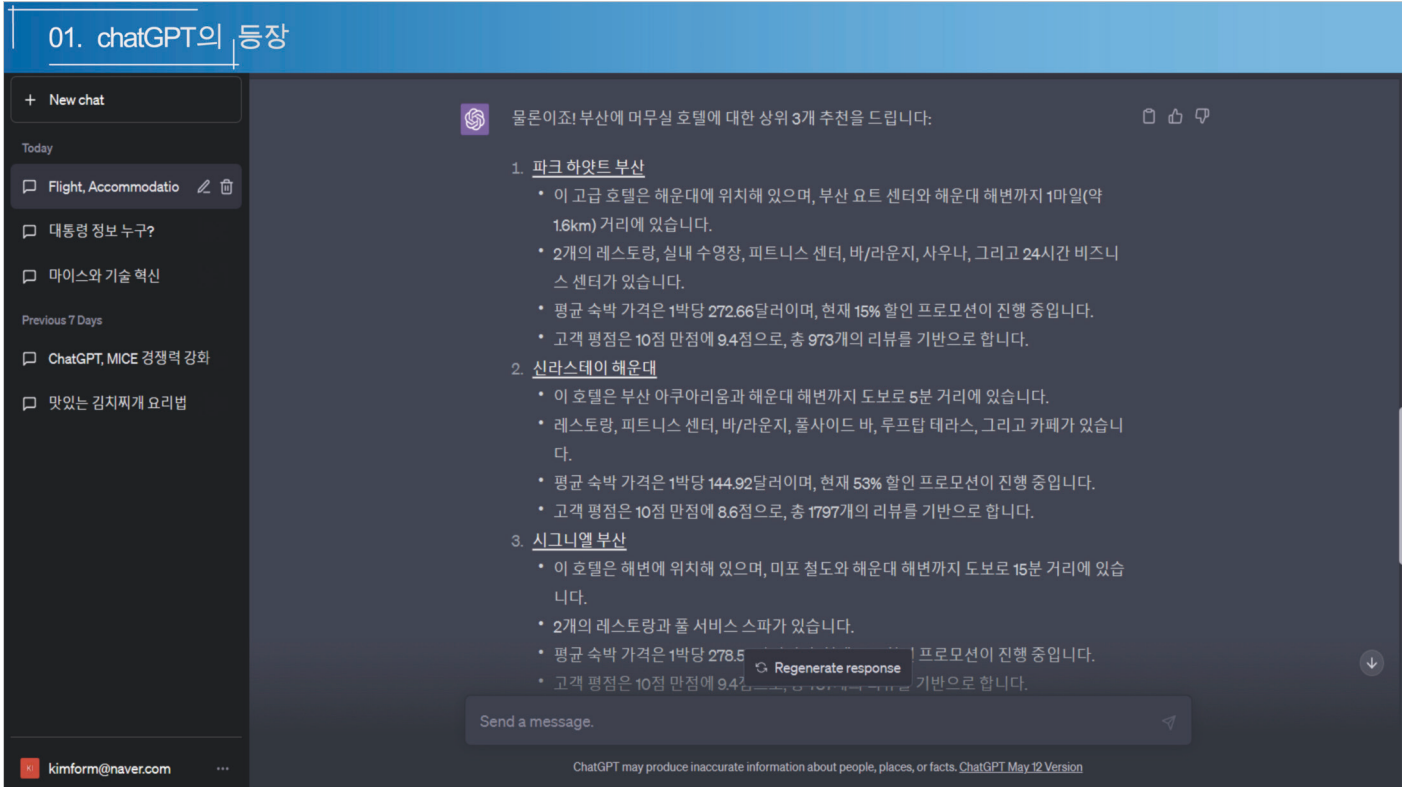 01. chatGPT의 등장
+ New chat
Today
Flight, Accommodatio
대통령 정보 누구?
마이스와 기술 혁신
Previous 7 Days
ChatGPT, MICE 경쟁력 강화
맛있는 김치찌개 요리법
kimform@naver.com
물론이죠! 부산에 머무실 호텔에 대한 상위 3개 추천을 드립니다:
1. 파크 하얏트 부산
• 이 고급 호텔은 해운대에 위치해 있으며, 부산 요트 센터와 해운대 해변까지 1마일(약
1.6km) 거리에 있습니다.
• 2개의 레스토랑, 실내 수영장, 피트니스 센터, 바/라운지, 사우나, 그리고 24시간 비즈니
스 센터가 있습니다.
• 평균 숙박 가격은 1박당 272.66달러이며, 현재 15% 할인 프로모션이 진행 중입니다.
• 고객 평점은 10점 만점에 9.4점으로, 총 973개의 리뷰를 기반으로 합니다.
2. 신라스테이 해운대
• 이 호텔은 부산 아쿠아리움과 해운대 해변까지 도보로 5분 거리에 있습니다.
• 레스토랑, 피트니스 센터, 바/라운지, 풀사이드 바, 루프탑 테라스, 그리고 카페가 있습니
다.
• 평균 숙박 가격은 1박당 144.92달러이며, 현재 53% 할인 프로모션이 진행 중입니다.
• 고객 평점은 10점 만점에 8.6점으로, 총 1797개의 리뷰를 기반으로 합니다.
3. 시그니엘 부산
• 이 호텔은 해변에 위치해 있으며, 미포 철도와 해운대 해변까지 도보로 15분 거리에 있습
니다.
• 2개의 레스토랑과 풀 서비스 스파가 있습니다.
• 평균 숙박 가격은 1박당 278.5 프로모션이 진행 중입니다.
Regenerate response
• 고객 평점은 10점 만점에 9.4 기반으로 합니다.
Send a message.
ChatGPT may produce inaccurate information about people, places, or facts. ChatGPT May 12 Version